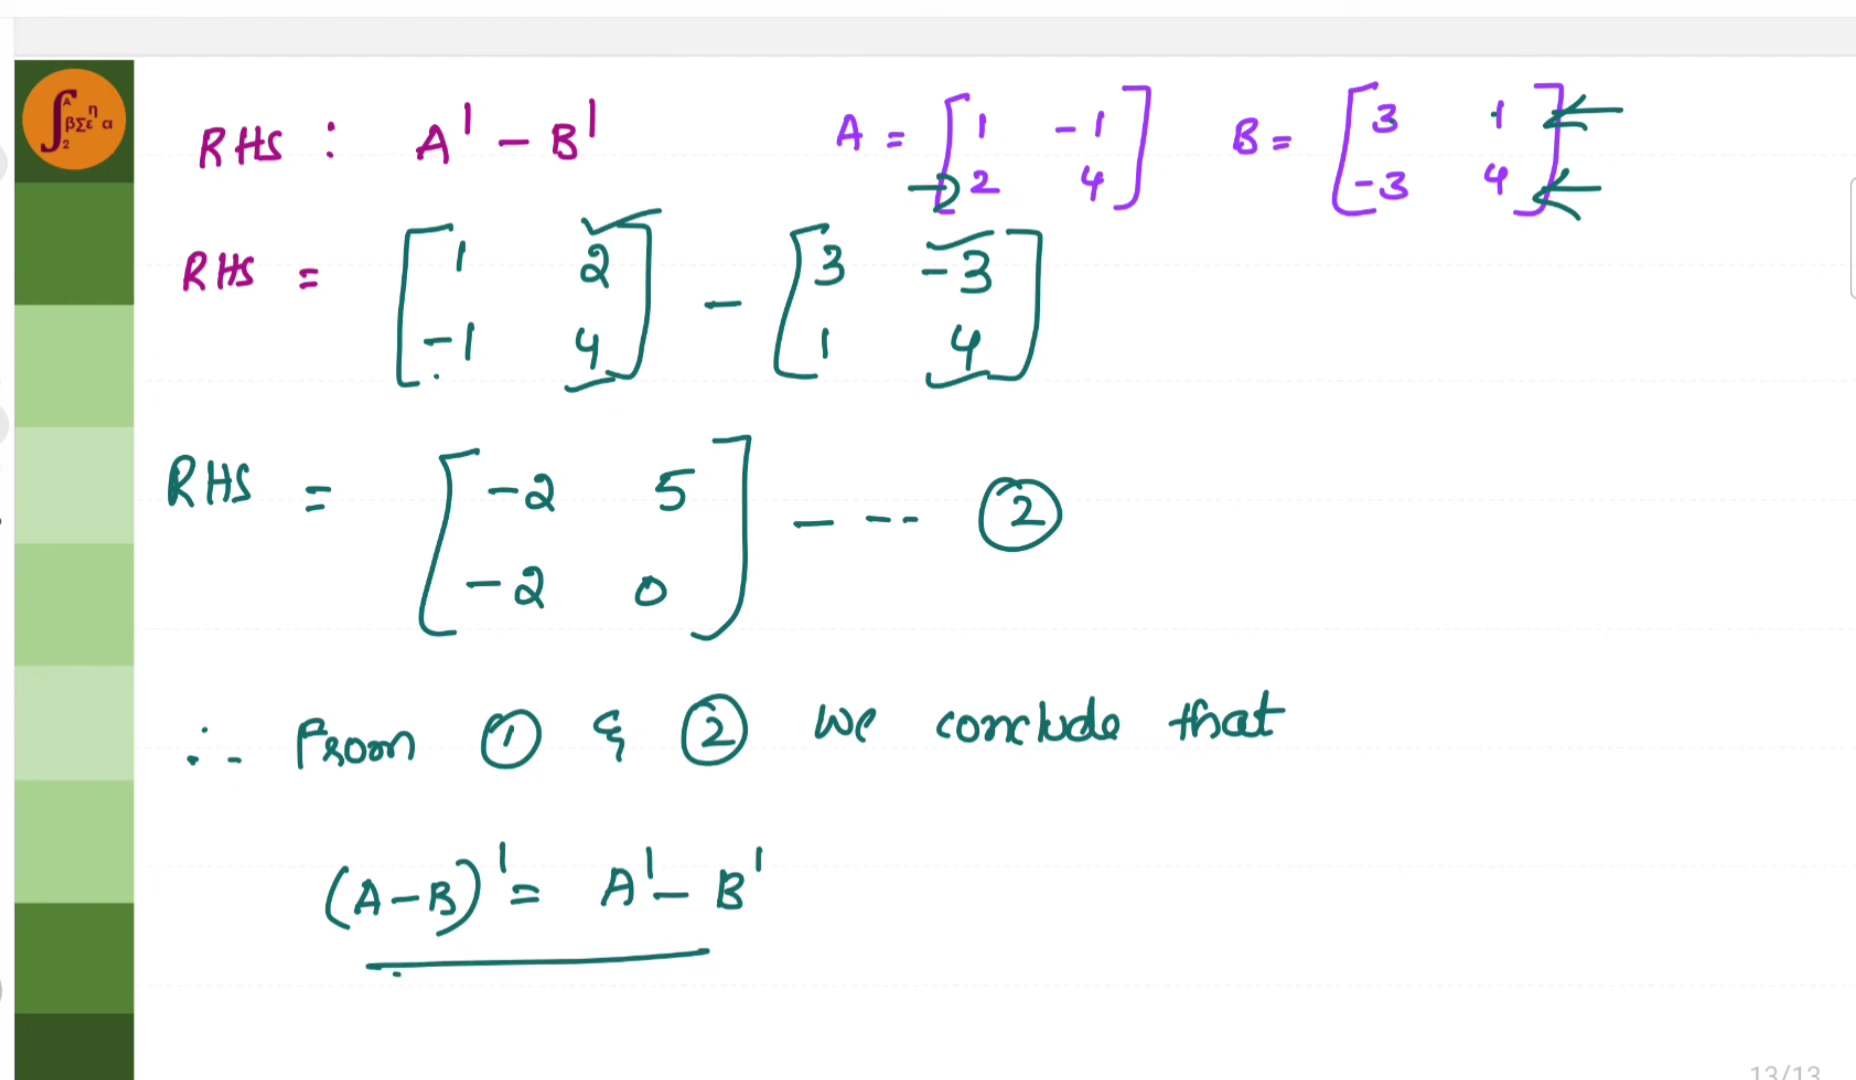 RHS : A' - B' A = [1 -1 B = [3 1
2 4] -3 4]
RHS = [1 2 - [3 -3
-1 4] 1 4]
RHS = [-2 5 - - - - ②
-2 0]
∴ From ① & ② we conclude that
(A-B)' = A' - B'
13/13